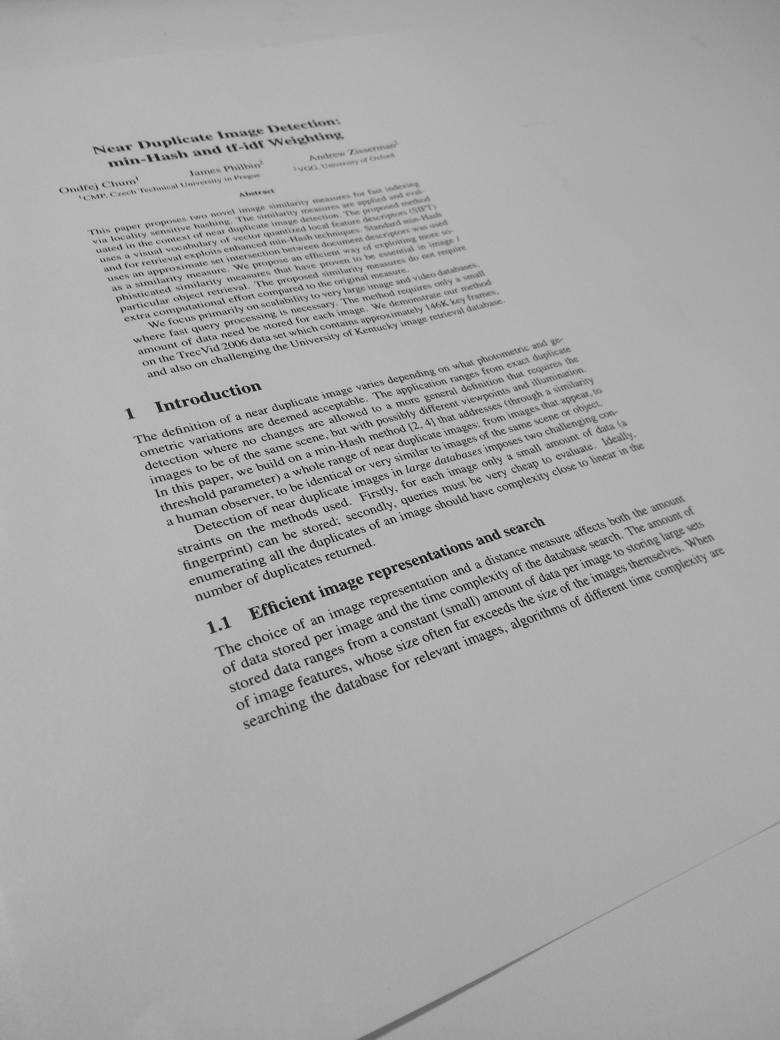 Near Duplicate Image Detection:
min-Hash and tf-idf Weighting
Ondřej Chum¹ James Philbin² Andrew Zisserman²
¹CMP, Czech Technical University in Prague ²VGG, University of Oxford
Abstract
This paper proposes two novel image similarity measures for fast indexing
via locality sensitive hashing. The similarity measures are applied and eval-
uated in the context of near duplicate image detection. The proposed method
uses a visual vocabulary of vector quantized local feature descriptors (SIFT)
and for retrieval exploits enhanced min-Hash techniques. Standard min-Hash
uses an approximate set intersection between document descriptors was used
as a similarity measure. We propose an efficient way of exploiting more so-
phisticated similarity measures that have proven to be essential in image /
particular object retrieval. The proposed similarity measures do not require
extra computational effort compared to the original measure.
We focus primarily on scalability to very large image and video databases,
where fast query processing is necessary. The method requires only a small
amount of data need be stored for each image. We demonstrate our method
on the TrecVid 2006 data set which contains approximately 146K key frames,
and also on challenging the University of Kentucky image retrieval database.
1 Introduction
The definition of a near duplicate image varies depending on what photometric and ge-
ometric variations are deemed acceptable. The application ranges from exact duplicate
detection where no changes are allowed to a more general definition that requires the
images to be of the same scene, but with possibly different viewpoints and illumination.
In this paper, we build on a min-Hash method [2, 4] that addresses (through a similarity
threshold parameter) a whole range of near duplicate images: from images that appear, to
a human observer, to be identical or very similar to images of the same scene or object.
Detection of near duplicate images in large databases imposes two challenging con-
straints on the methods used. Firstly, for each image only a small amount of data (a
fingerprint) can be stored; secondly, queries must be very cheap to evaluate. Ideally,
enumerating all the duplicates of an image should have complexity close to linear in the
number of duplicates returned.
1.1 Efficient image representations and search
The choice of an image representation and a distance measure affects both the amount
of data stored per image and the time complexity of the database search. The amount of
stored data ranges from a constant (small) amount of data per image to storing large sets
of image features, whose size often far exceeds the size of the images themselves. When
searching the database for relevant images, algorithms of different time complexity are